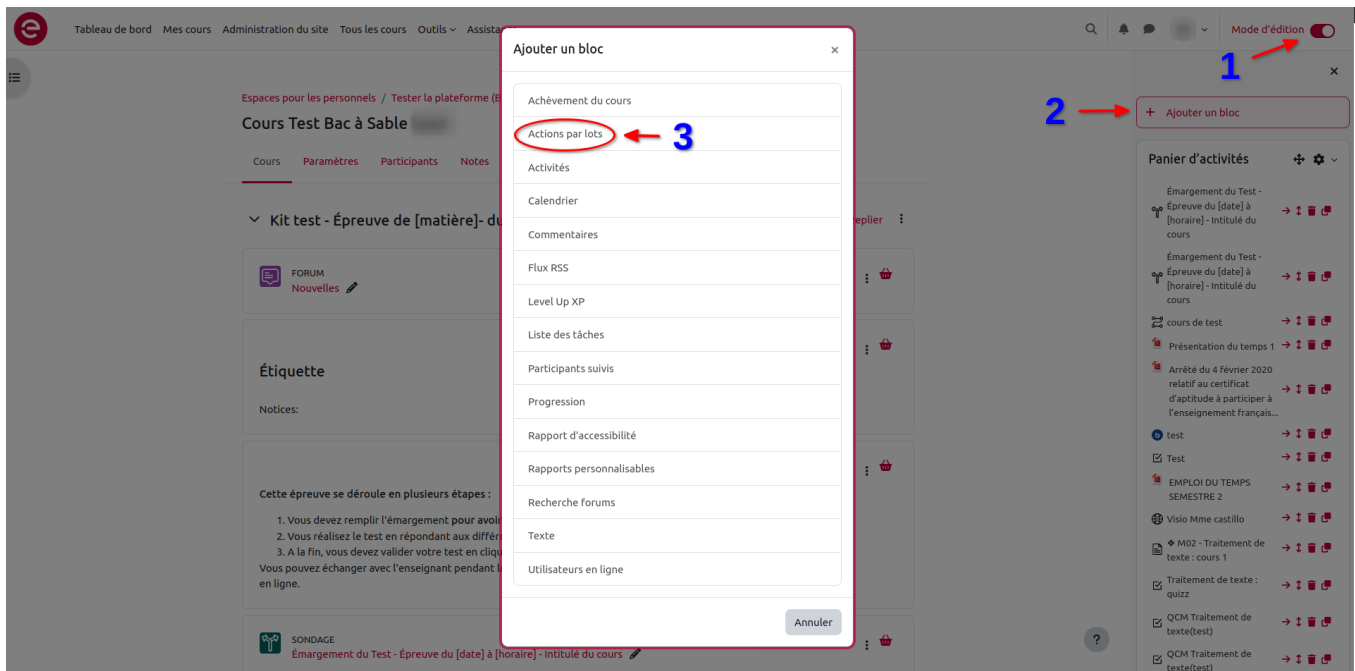 Tableau de bord Mes cours Administration du site Tous les cours Outils
Mode d'édition
1
Ajouter un bloc
×
Achèvement du cours
Actions par lots
3
Activités
Calendrier
Commentaires
Flux RSS
Level Up XP
Liste des tâches
Participants suivis
Progression
Rapport d'accessibilité
Rapports personnalisables
Recherche forums
Texte
Utilisateurs en ligne
Annuler
Espaces pour les personnels / Tester la plateforme
Cours Test Bac à Sable
Cours Paramètres Participants Notes
Kit test - Épreuve de [matière]- du
replier
FORUM
Nouvelles
Étiquette
Notices:
Cette épreuve se déroule en plusieurs étapes :
1. Vous devez remplir l'émargement pour avoir
2. Vous réalisez le test en répondant aux
3. A la fin, vous devez valider votre test en
Vous pouvez échanger avec l'enseignant pendant
en ligne.
SONDAGE
Émargement du Test - Épreuve du [date] à [horaire] - Intitulé du cours
×
2
+ Ajouter un bloc
Panier d'activités
Émargement du Test -
Épreuve du [date] à
[horaire] - Intitulé du
cours
Émargement du Test -
Épreuve du [date] à
[horaire] - Intitulé du
cours
cours de test
Présentation du temps 1
Arrêté du 4 février 2020
relatif au certificat
d'aptitude à participer à
l'enseignement français...
test
Test
EMPLOI DU TEMPS
SEMESTRE 2
Visio Mme castillo
❖ M02 - Traitement de
texte : cours 1
Traitement de texte :
quizz
QCM Traitement de
texte(test)
QCM Traitement de
texte(test)
?